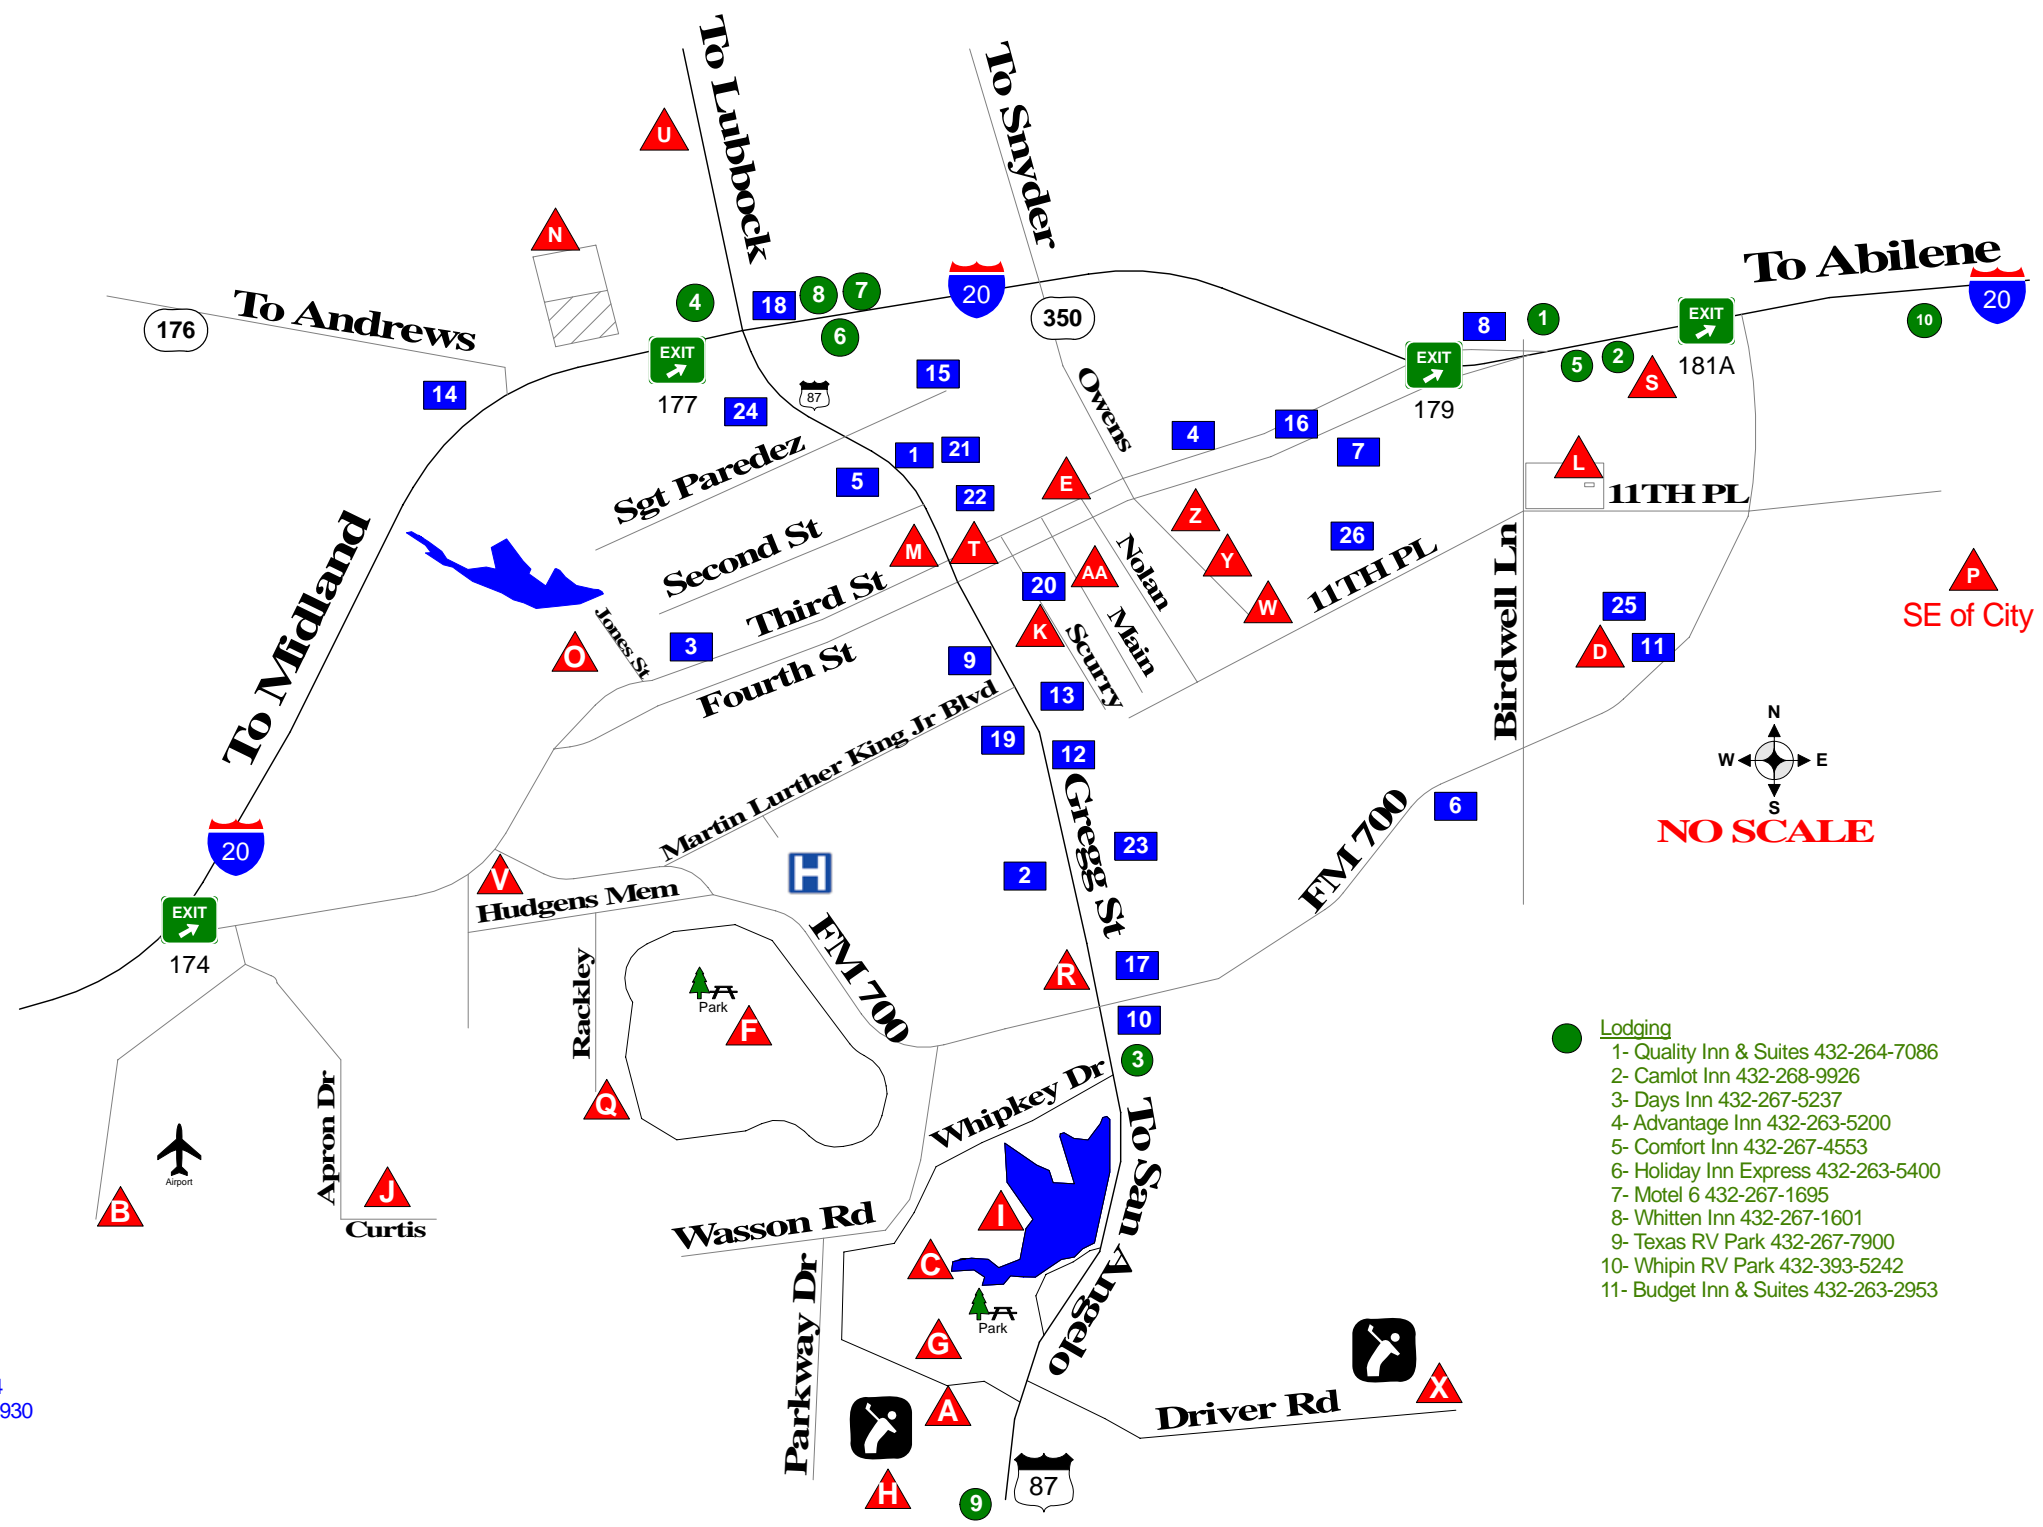 To Lubbock
To Snyder
U
N
To Abilene
To Andrews
176
4
18
8
7
6
20
350
8
1
EXIT
181A
10
20
EXIT
177
14
24
87
15
Owens
EXIT
179
5
2
S
Sgt Paredez
5
1
21
22
E
4
16
7
L
11TH PL
To Midland
Second St
M
T
Z
Y
W
26
11TH PL
Nolan
AA
20
K
Main
Scurry
Birdwell Ln
P
SE of City
25
D
11
Jones St
O
3
Third St
Fourth St
9
13
19
12
Martin Lurther King Jr Blvd
Gregg St
N
W
E
S
NO SCALE
6
FM 700
23
2
H
20
V
Hudgens Mem
EXIT
174
FM 700
R
17
10
3
Rackley
Park
F
Q
Whipkey Dr
Apron Dr
Airport
B
J
Curtis
To San Angelo
Wasson Rd
I
C
Park
G
A
Parkway Dr
H
9
87
Driver Rd
X
Lodging
1- Quality Inn & Suites 432-264-7086
2- Camlot Inn 432-268-9926
3- Days Inn 432-267-5237
4- Advantage Inn 432-263-5200
5- Comfort Inn 432-267-4553
6- Holiday Inn Express 432-263-5400
7- Motel 6 432-267-1695
8- Whitten Inn 432-267-1601
9- Texas RV Park 432-267-7900
10- Whipin RV Park 432-393-5242
11- Budget Inn & Suites 432-263-2953
930